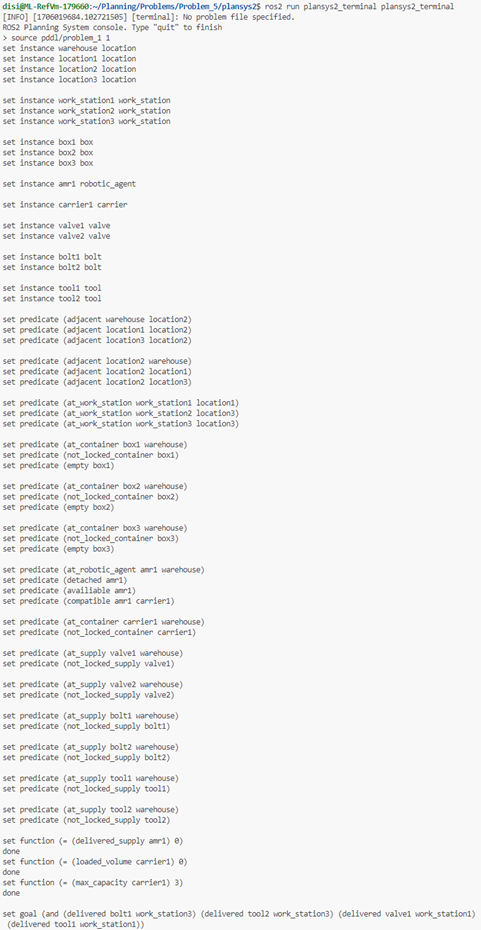 disi@ML-RefVm-179660:~/Planning/Problems/Problem_5/plansys2$ ros2 run plansys2_terminal plansys2_terminal
[INFO] [1706019684.102721505] [terminal]: No problem file specified.
ROS2 Planning System console. Type "quit" to finish
> source pddl/problem_1 1
set instance warehouse location
set instance location1 location
set instance location2 location
set instance location3 location

set instance work_station1 work_station
set instance work_station2 work_station
set instance work_station3 work_station

set instance box1 box
set instance box2 box
set instance box3 box

set instance amr1 robotic_agent

set instance carrier1 carrier

set instance valve1 valve
set instance valve2 valve

set instance bolt1 bolt
set instance bolt2 bolt

set instance tool1 tool
set instance tool2 tool

set predicate (adjacent warehouse location2)
set predicate (adjacent location1 location2)
set predicate (adjacent location3 location2)

set predicate (adjacent location2 warehouse)
set predicate (adjacent location2 location1)
set predicate (adjacent location2 location3)

set predicate (at_work_station work_station1 location1)
set predicate (at_work_station work_station2 location3)
set predicate (at_work_station work_station3 location3)

set predicate (at_container box1 warehouse)
set predicate (not_locked_container box1)
set predicate (empty box1)

set predicate (at_container box2 warehouse)
set predicate (not_locked_container box2)
set predicate (empty box2)

set predicate (at_container box3 warehouse)
set predicate (not_locked_container box3)
set predicate (empty box3)

set predicate (at_robotic_agent amr1 warehouse)
set predicate (detached amr1)
set predicate (availiable amr1)
set predicate (compatible amr1 carrier1)

set predicate (at_container carrier1 warehouse)
set predicate (not_locked_container carrier1)

set predicate (at_supply valve1 warehouse)
set predicate (not_locked_supply valve1)

set predicate (at_supply valve2 warehouse)
set predicate (not_locked_supply valve2)

set predicate (at_supply bolt1 warehouse)
set predicate (not_locked_supply bolt1)

set predicate (at_supply bolt2 warehouse)
set predicate (not_locked_supply bolt2)

set predicate (at_supply tool1 warehouse)
set predicate (not_locked_supply tool1)

set predicate (at_supply tool2 warehouse)
set predicate (not_locked_supply tool2)

set function (= (delivered_supply amr1) 0)
done
set function (= (loaded_volume carrier1) 0)
done
set function (= (max_capacity carrier1) 3)
done

set goal (and (delivered bolt1 work_station3) (delivered tool2 work_station3) (delivered valve1 work_station1)
(delivered tool1 work_station1))